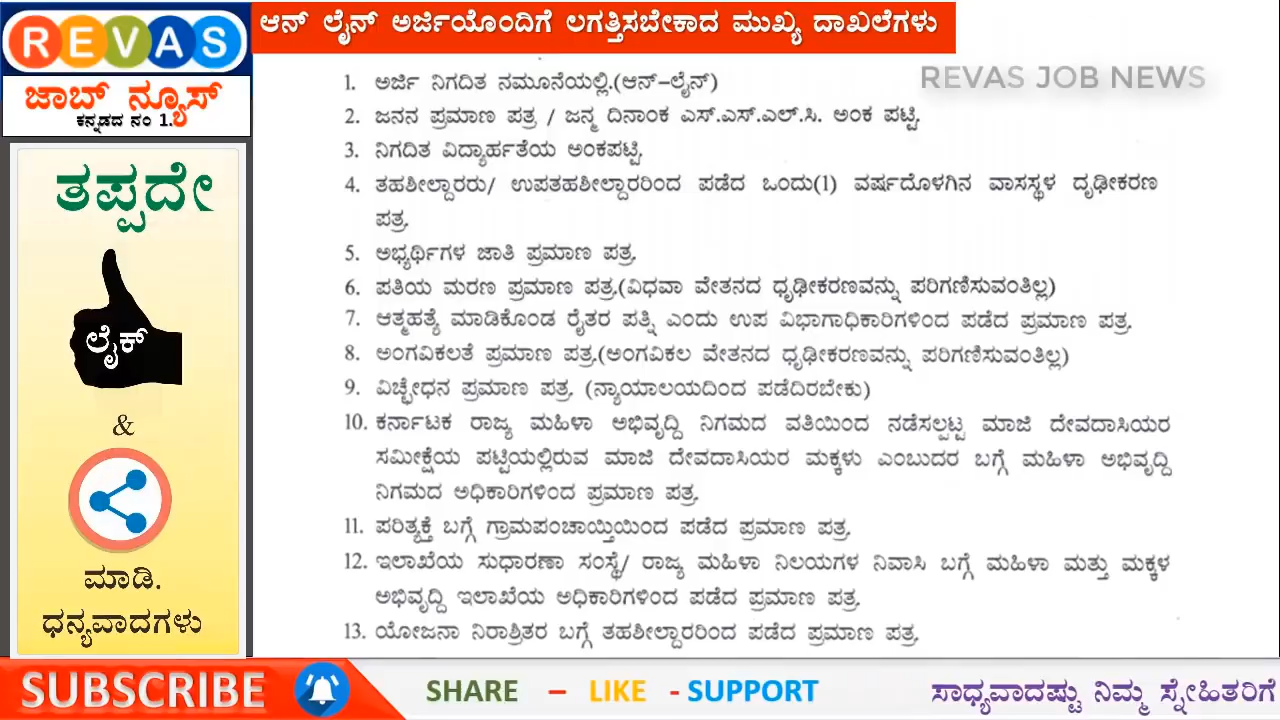 REVAS
ಜಾಬ್ ನ್ಯೂಸ್
ಕನ್ನಡದ ನಂ 1.
ಆನ್ ಲೈನ್ ಅರ್ಜಿಯೊಂದಿಗೆ ಲಗತ್ತಿಸಬೇಕಾದ ಮುಖ್ಯ ದಾಖಲೆಗಳು
REVAS JOB NEWS
1. ಅರ್ಜಿ ನಿಗದಿತ ನಮೂನೆಯಲ್ಲಿ.(ಆನ್-ಲೈನ್)
2. ಜನನ ಪ್ರಮಾಣ ಪತ್ರ / ಜನ್ಮ ದಿನಾಂಕ ಎಸ್.ಎಸ್.ಎಲ್.ಸಿ. ಅಂಕ ಪಟ್ಟಿ.
3. ನಿಗದಿತ ವಿದ್ಯಾರ್ಹತೆಯ ಅಂಕಪಟ್ಟಿ.
4. ತಹಶೀಲ್ದಾರರು/ ಉಪತಹಶೀಲ್ದಾರರಿಂದ ಪಡೆದ ಒಂದು(1) ವರ್ಷದೊಳಗಿನ ವಾಸಸ್ಥಳ ದೃಢೀಕರಣ
ಪತ್ರ.
5. ಅಭ್ಯರ್ಥಿಗಳ ಜಾತಿ ಪ್ರಮಾಣ ಪತ್ರ.
6. ಪತಿಯ ಮರಣ ಪ್ರಮಾಣ ಪತ್ರ.(ವಿಧವಾ ವೇತನದ ಧೃಢೀಕರಣವನ್ನು ಪರಿಗಣಿಸುವಂತಿಲ್ಲ)
7. ಆತ್ಮಹತ್ಯೆ ಮಾಡಿಕೊಂಡ ರೈತರ ಪತ್ನಿ ಎಂದು ಉಪ ವಿಭಾಗಾಧಿಕಾರಿಗಳಿಂದ ಪಡೆದ ಪ್ರಮಾಣ ಪತ್ರ.
8. ಅಂಗವಿಕಲತೆ ಪ್ರಮಾಣ ಪತ್ರ.(ಅಂಗವಿಕಲ ವೇತನದ ಧೃಢೀಕರಣವನ್ನು ಪರಿಗಣಿಸುವಂತಿಲ್ಲ)
9. ವಿಚ್ಛೇಧನ ಪ್ರಮಾಣ ಪತ್ರ. (ನ್ಯಾಯಾಲಯದಿಂದ ಪಡೆದಿರಬೇಕು)
10. ಕರ್ನಾಟಕ ರಾಜ್ಯ ಮಹಿಳಾ ಅಭಿವೃದ್ದಿ ನಿಗಮದ ವತಿಯಿಂದ ನಡೆಸಲ್ಪಟ್ಟ ಮಾಜಿ ದೇವದಾಸಿಯರ
ಸಮೀಕ್ಷೆಯ ಪಟ್ಟಿಯಲ್ಲಿರುವ ಮಾಜಿ ದೇವದಾಸಿಯರ ಮಕ್ಕಳು ಎಂಬುದರ ಬಗ್ಗೆ ಮಹಿಳಾ ಅಭಿವೃದ್ದಿ
ನಿಗಮದ ಅಧಿಕಾರಿಗಳಿಂದ ಪ್ರಮಾಣ ಪತ್ರ.
11. ಪರಿತ್ಯಕ್ತೆ ಬಗ್ಗೆ ಗ್ರಾಮಪಂಚಾಯ್ತಿಯಿಂದ ಪಡೆದ ಪ್ರಮಾಣ ಪತ್ರ.
12. ಇಲಾಖೆಯ ಸುಧಾರಣಾ ಸಂಸ್ಥೆ/ ರಾಜ್ಯ ಮಹಿಳಾ ನಿಲಯಗಳ ನಿವಾಸಿ ಬಗ್ಗೆ ಮಹಿಳಾ ಮತ್ತು ಮಕ್ಕಳ
ಅಭಿವೃದ್ದಿ ಇಲಾಖೆಯ ಅಧಿಕಾರಿಗಳಿಂದ ಪಡೆದ ಪ್ರಮಾಣ ಪತ್ರ.
13. ಯೋಜನಾ ನಿರಾಶ್ರಿತರ ಬಗ್ಗೆ ತಹಶೀಲ್ದಾರರಿಂದ ಪಡೆದ ಪ್ರಮಾಣ ಪತ್ರ.
ತಪ್ಪದೇ
ಲೈಕ್
&
ಮಾಡಿ.
ಧನ್ಯವಾದಗಳು
SUBSCRIBE
SHARE – LIKE - SUPPORT
ಸಾಧ್ಯವಾದಷ್ಟು ನಿಮ್ಮ ಸ್ನೇಹಿತರಿಗೆ